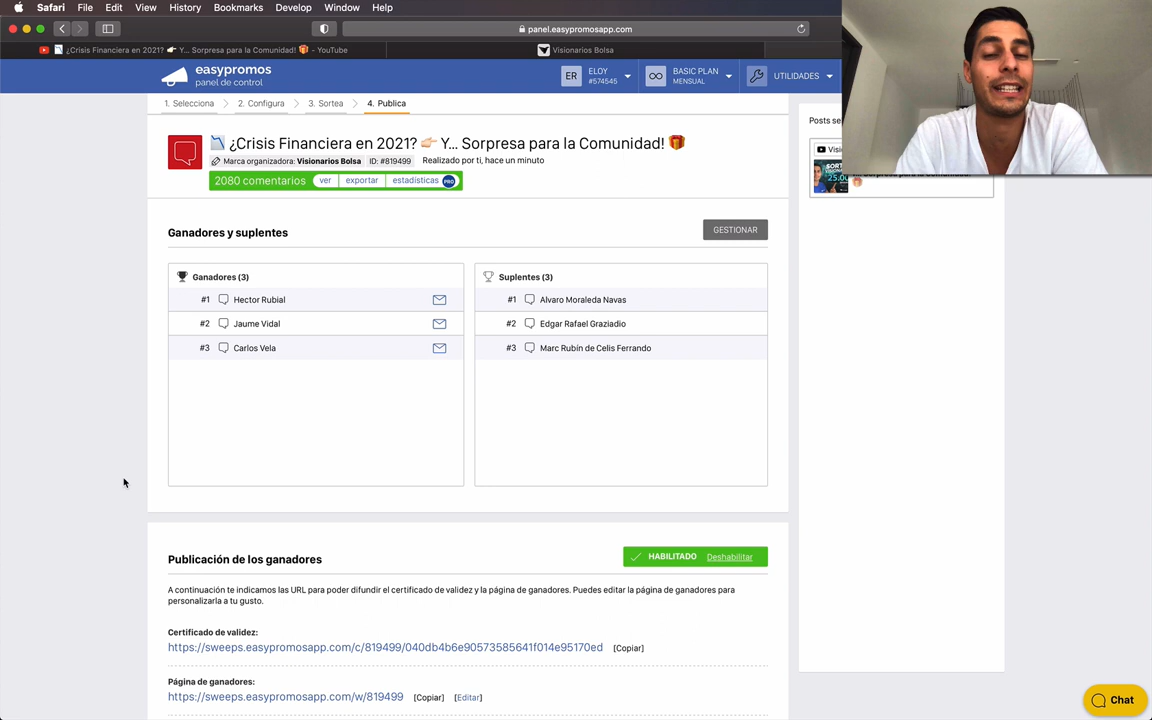 Safari File Edit View History Bookmarks Develop Window Help
panel.easypromosapp.com
¿Crisis Financiera en 2021? 👉 Y... Sorpresa para la Comunidad! 🎁 - YouTube
Visionarios Bolsa
easypromos
panel de control
ER ELOY #574545
BASIC PLAN MENSUAL
UTILIDADES
1. Selecciona 2. Configura 3. Sortea 4. Publica
📉 ¿Crisis Financiera en 2021? 👉 Y... Sorpresa para la Comunidad! 🎁
Marca organizadora: Visionarios Bolsa ID: #819499 Realizado por ti, hace un minuto
2080 comentarios ver exportar estadísticas PRO
Posts
Ganadores y suplentes
GESTIONAR
Ganadores (3)
#1 Hector Rubial
#2 Jaume Vidal
#3 Carlos Vela
Suplentes (3)
#1 Alvaro Moraleda Navas
#2 Edgar Rafael Graziadio
#3 Marc Rubín de Celis Ferrando
Publicación de los ganadores
HABILITADO Deshabilitar
A continuación te indicamos las URL para poder difundir el certificado de validez y la página de ganadores. Puedes editar la página de ganadores para
personalizarla a tu gusto.
Certificado de validez:
https://sweeps.easypromosapp.com/c/819499/040db4b6e90573585641f014e95170ed [Copiar]
Página de ganadores:
https://sweeps.easypromosapp.com/w/819499 [Copiar] [Editar]
Chat